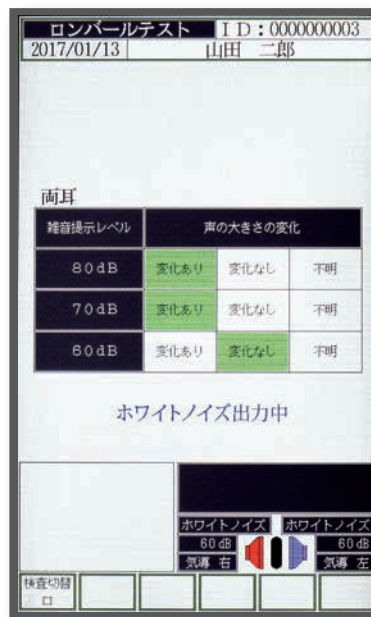 ロンバールテスト ID:0000000003
2017/01/13 山田 二郎
両耳
雑音提示レベル 声の大きさの変化
80dB 変化あり 変化なし 不明
70dB 変化あり 変化なし 不明
60dB 変化あり 変化なし 不明
ホワイトノイズ出力中
ホワイトノイズ ホワイトノイズ
60dB 60dB
気導 右 気導 左
検査切替
ロ